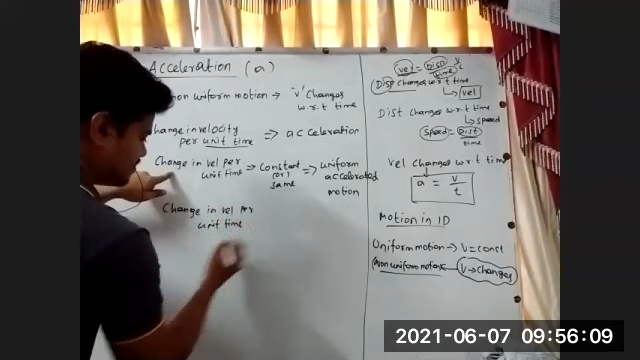 Acceleration (a)
non uniform motion → 'v' changes
w.r.t time
change in velocity
per unit time => acceleration
Change in vel per
unit time => constant
(or)
same
=> uniform
accelerated
motion
Change in vel per
unit time
vel = Disp
time
Disp changes w r t time
↳ vel
Dist changes w.r.t time
↳ speed
speed = Dist
time
vel changes w r t time
a = v
t
Motion in 1D
Uniform motion → V = const
Non uniform motion — V → changes
2021-06-07 09:56:09